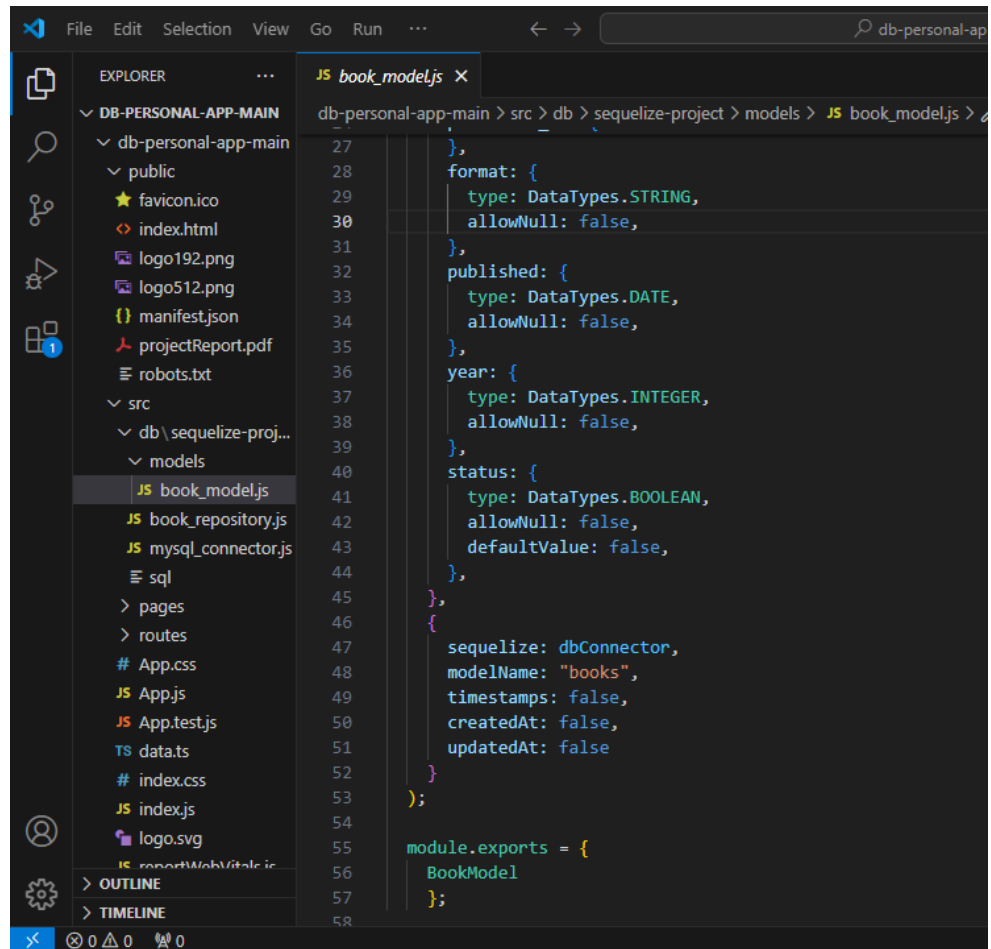 File Edit Selection View Go Run ··· ← → db-personal-ap
EXPLORER ···
DB-PERSONAL-APP-MAIN
db-personal-app-main
public
favicon.ico
index.html
logo192.png
logo512.png
manifest.json
projectReport.pdf
robots.txt
src
db\sequelize-proj...
models
JS book_model.js
JS book_repository.js
JS mysql_connector.js
sql
pages
routes
# App.css
JS App.js
JS App.test.js
TS data.ts
# index.css
JS index.js
logo.svg
JS reportWebVitals.js
OUTLINE
TIMELINE
1
JS book_model.js ×
db-personal-app-main > src > db > sequelize-project > models > JS book_model.js >
27 },
28 format: {
29 type: DataTypes.STRING,
30 allowNull: false,
31 },
32 published: {
33 type: DataTypes.DATE,
34 allowNull: false,
35 },
36 year: {
37 type: DataTypes.INTEGER,
38 allowNull: false,
39 },
40 status: {
41 type: DataTypes.BOOLEAN,
42 allowNull: false,
43 defaultValue: false,
44 },
45 },
46 {
47 sequelize: dbConnector,
48 modelName: "books",
49 timestamps: false,
50 createdAt: false,
51 updatedAt: false
52 }
53 );
54
55 module.exports = {
56 BookModel
57 };
58
0 0 0